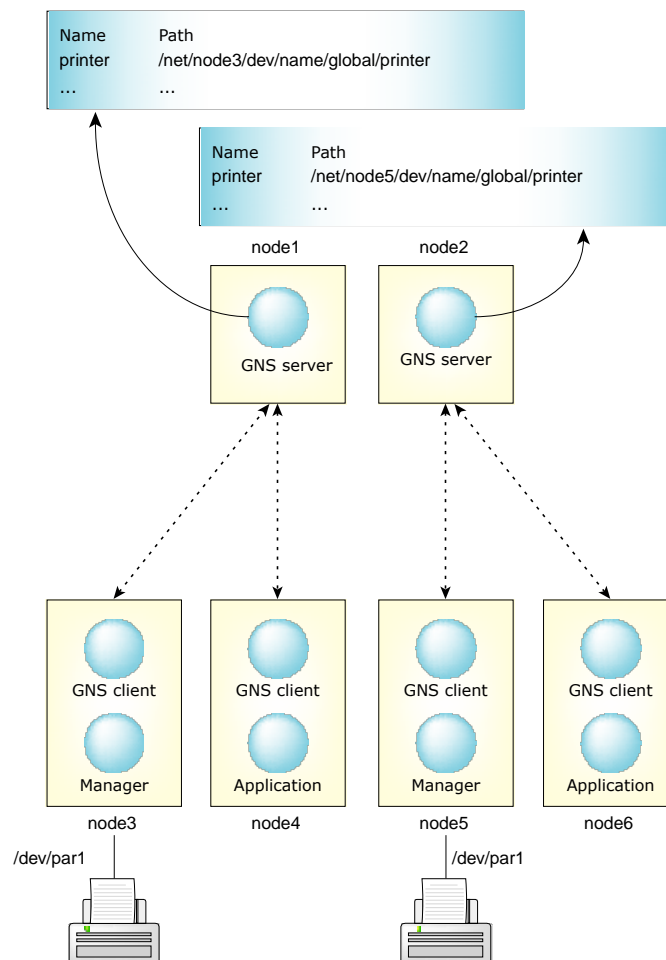 Name Path
printer /net/node3/dev/name/global/printer
... ...
Name Path
printer /net/node5/dev/name/global/printer
... ...
node1 node2
GNS server GNS server
GNS client GNS client GNS client GNS client
Manager Application Manager Application
node3 node4 node5 node6
/dev/par1 /dev/par1